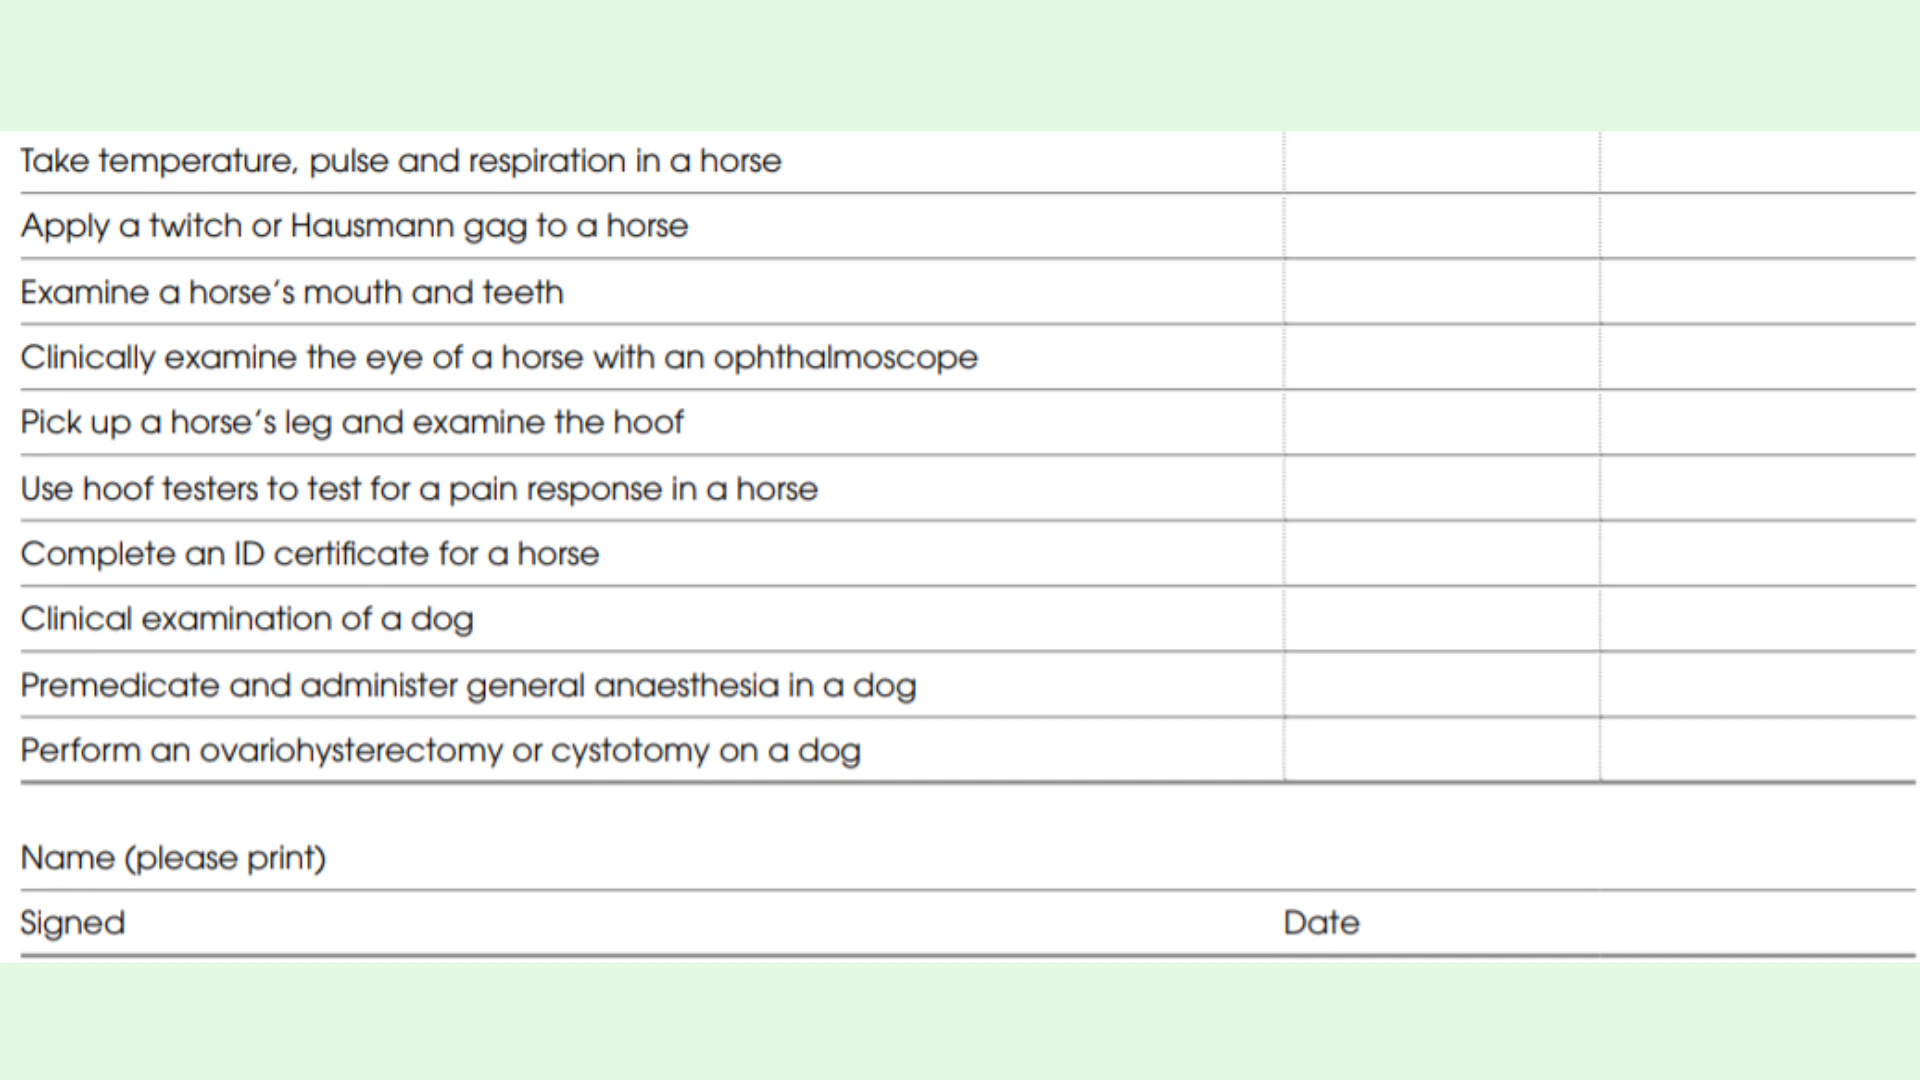 Take temperature, pulse and respiration in a horse
Apply a twitch or Hausmann gag to a horse
Examine a horse’s mouth and teeth
Clinically examine the eye of a horse with an ophthalmoscope
Pick up a horse’s leg and examine the hoof
Use hoof testers to test for a pain response in a horse
Complete an ID certificate for a horse
Clinical examination of a dog
Premedicate and administer general anaesthesia in a dog
Perform an ovariohysterectomy or cystotomy on a dog
Name (please print)
Signed Date